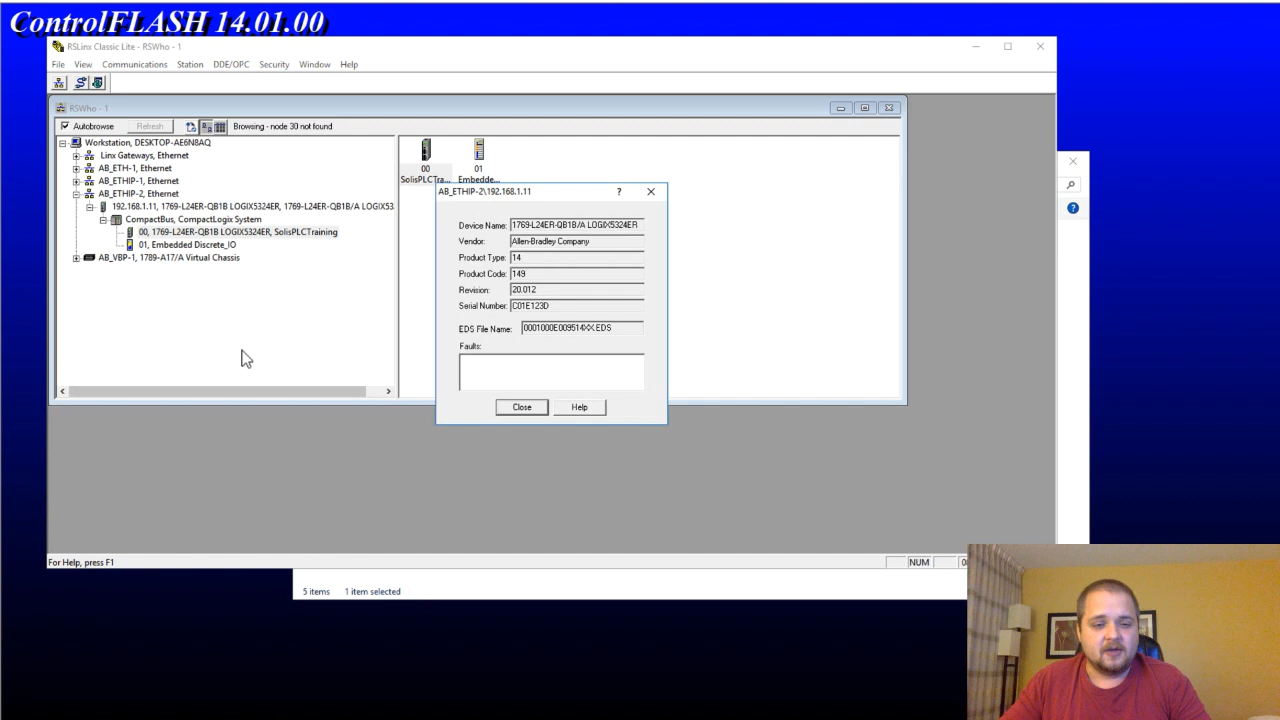 ControlFLASH 14.01.00
RSLinx Classic Lite - RSWho - 1
File View Communications Station DDE/OPC Security Window Help
RSWho - 1
Autobrowse Refresh Browsing - node 30 not found
Workstation, DESKTOP-AE6N8AQ
Linx Gateways, Ethernet
AB_ETH-1, Ethernet
AB_ETHIP-1, Ethernet
AB_ETHIP-2, Ethernet
192.168.1.11, 1769-L24ER-QB1B LOGIX5324ER, 1769-L24ER-QB1B/A LOGIX53
CompactBus, CompactLogix System
00, 1769-L24ER-QB1B LOGIX5324ER, SolisPLCTraining
01, Embedded Discrete_IO
AB_VBP-1, 1789-A17/A Virtual Chassis
00
SolisPLCTra...
01
Embedde...
AB_ETHIP-2\192.168.1.11
Device Name: 1769-L24ER-QB1B/A LOGIX5324ER
Vendor: Allen-Bradley Company
Product Type: 14
Product Code: 149
Revision: 20.012
Serial Number: C01E123D
EDS File Name: 0001000E009514XX.EDS
Faults:
Close Help
For Help, press F1
NUM
5 items 1 item selected